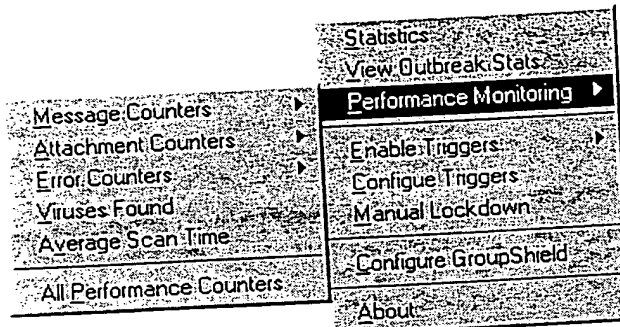 Statistics
View Outbreak Stats
Performance Monitoring
Enable Triggers
Configue Triggers
Manual Lockdown
Configure GroupShield
About
Message Counters
Attachment Counters
Error Counters
Viruses Found
Average Scan Time
All Performance Counters